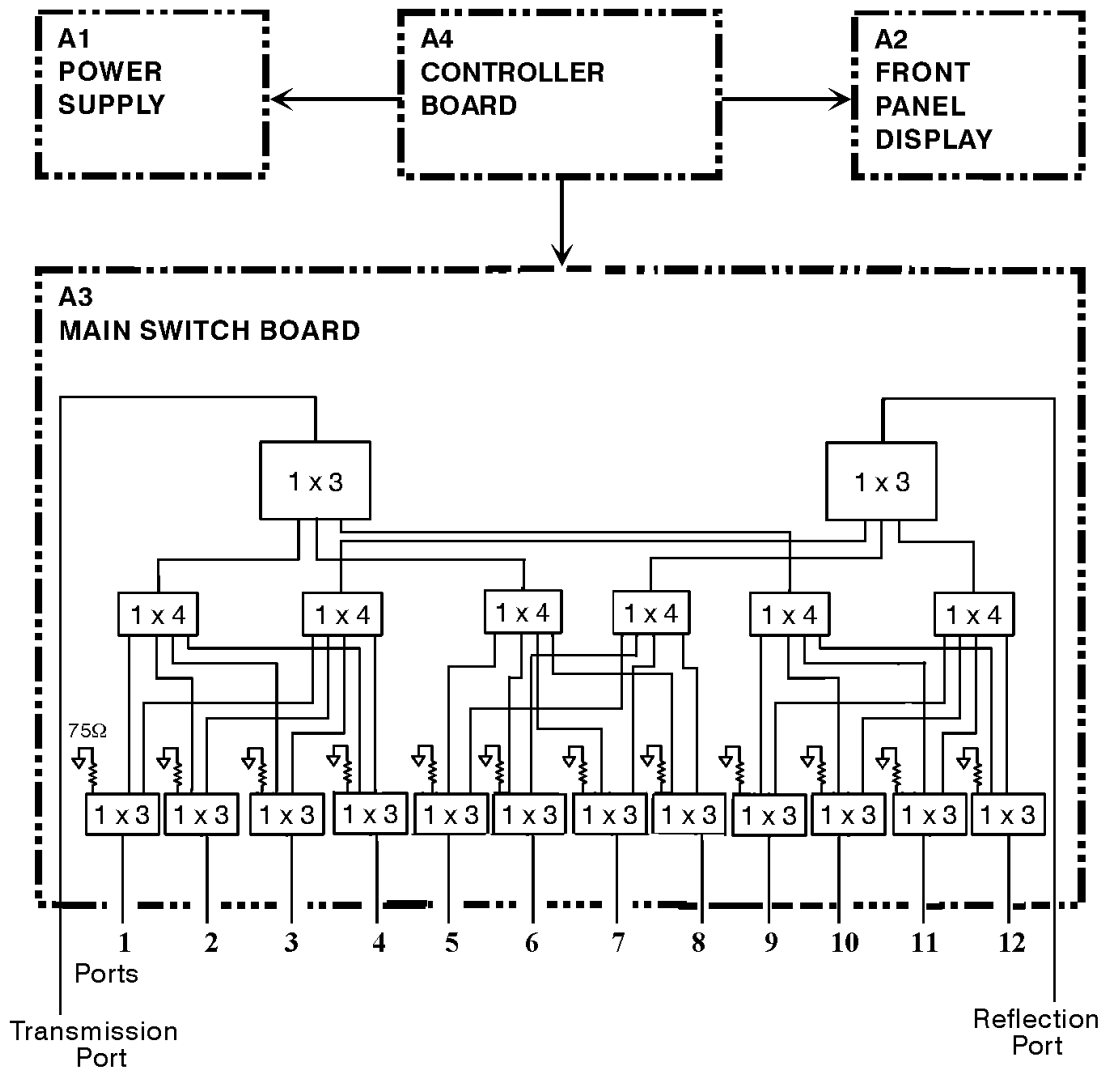 A1
POWER
SUPPLY
A4
CONTROLLER
BOARD
A2
FRONT
PANEL
DISPLAY
A3
MAIN SWITCH BOARD
1 x 3
1 x 3
1 x 4
1 x 4
1 x 4
1 x 4
1 x 4
1 x 4
75Ω
1 x 3
1 x 3
1 x 3
1 x 3
1 x 3
1 x 3
1 x 3
1 x 3
1 x 3
1 x 3
1 x 3
1 x 3
1 2 3 4 5 6 7 8 9 10 11 12
Ports
Transmission
Port
Reflection
Port